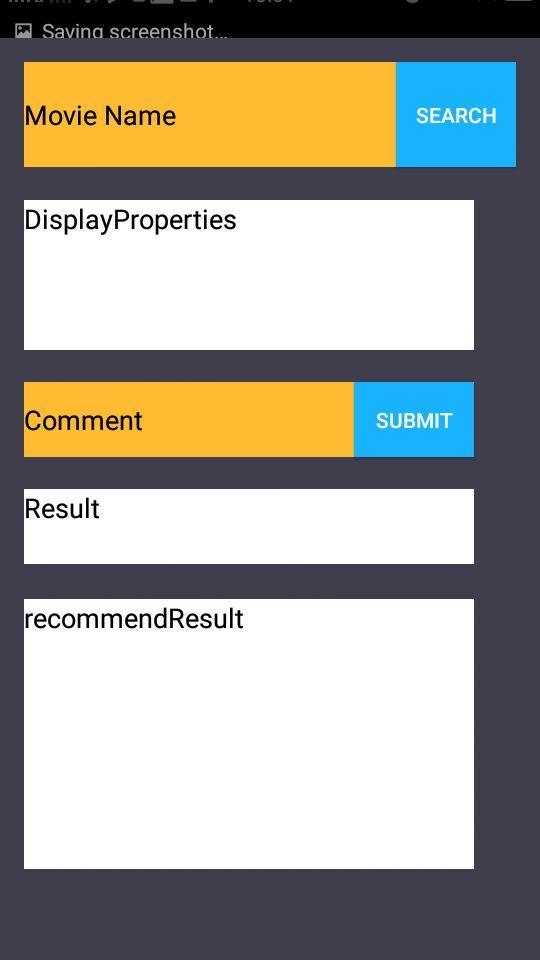 Saving screenshot...
Movie Name
SEARCH
DisplayProperties
Comment
SUBMIT
Result
recommendResult